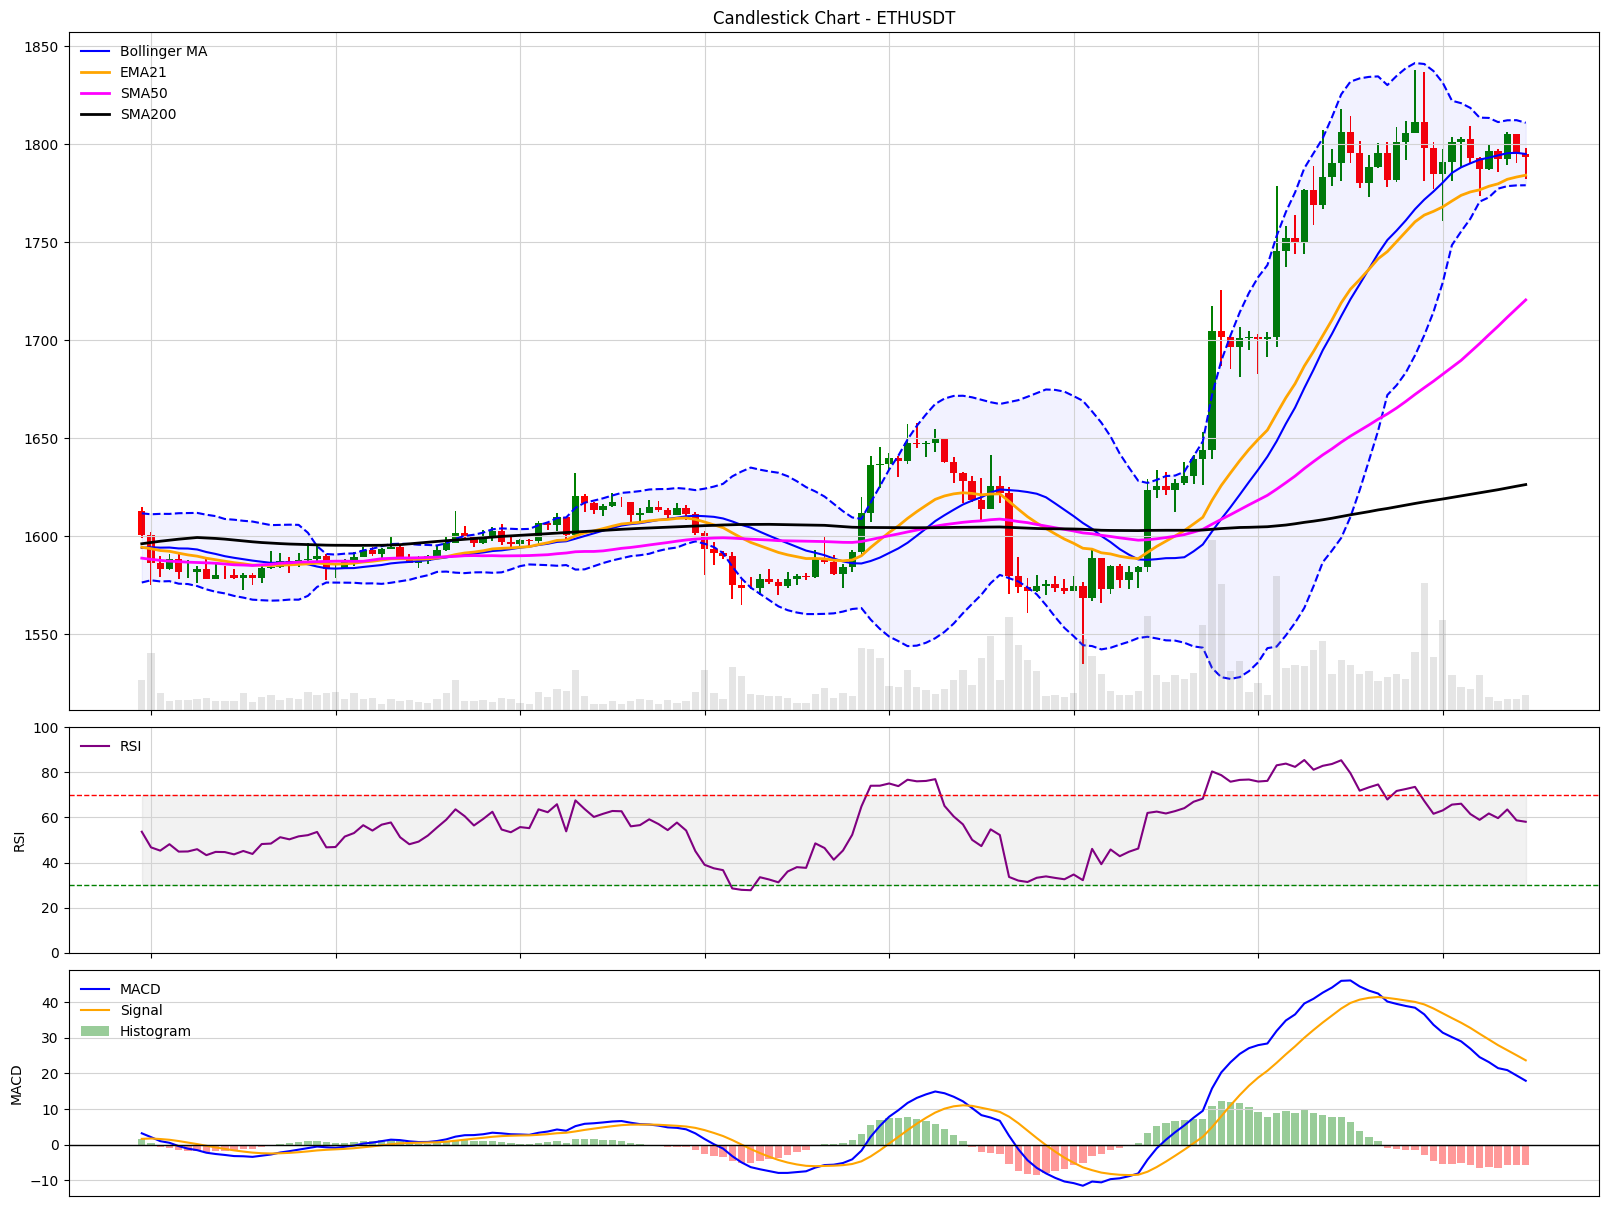 Candlestick Chart - ETHUSDT
1850
1800
1750
1700
1650
1600
1550
Bollinger MA
EMA21
SMA50
SMA200
100
80
60
40
20
0
RSI
RSI
40
30
20
10
0
−10
MACD
MACD
Signal
Histogram